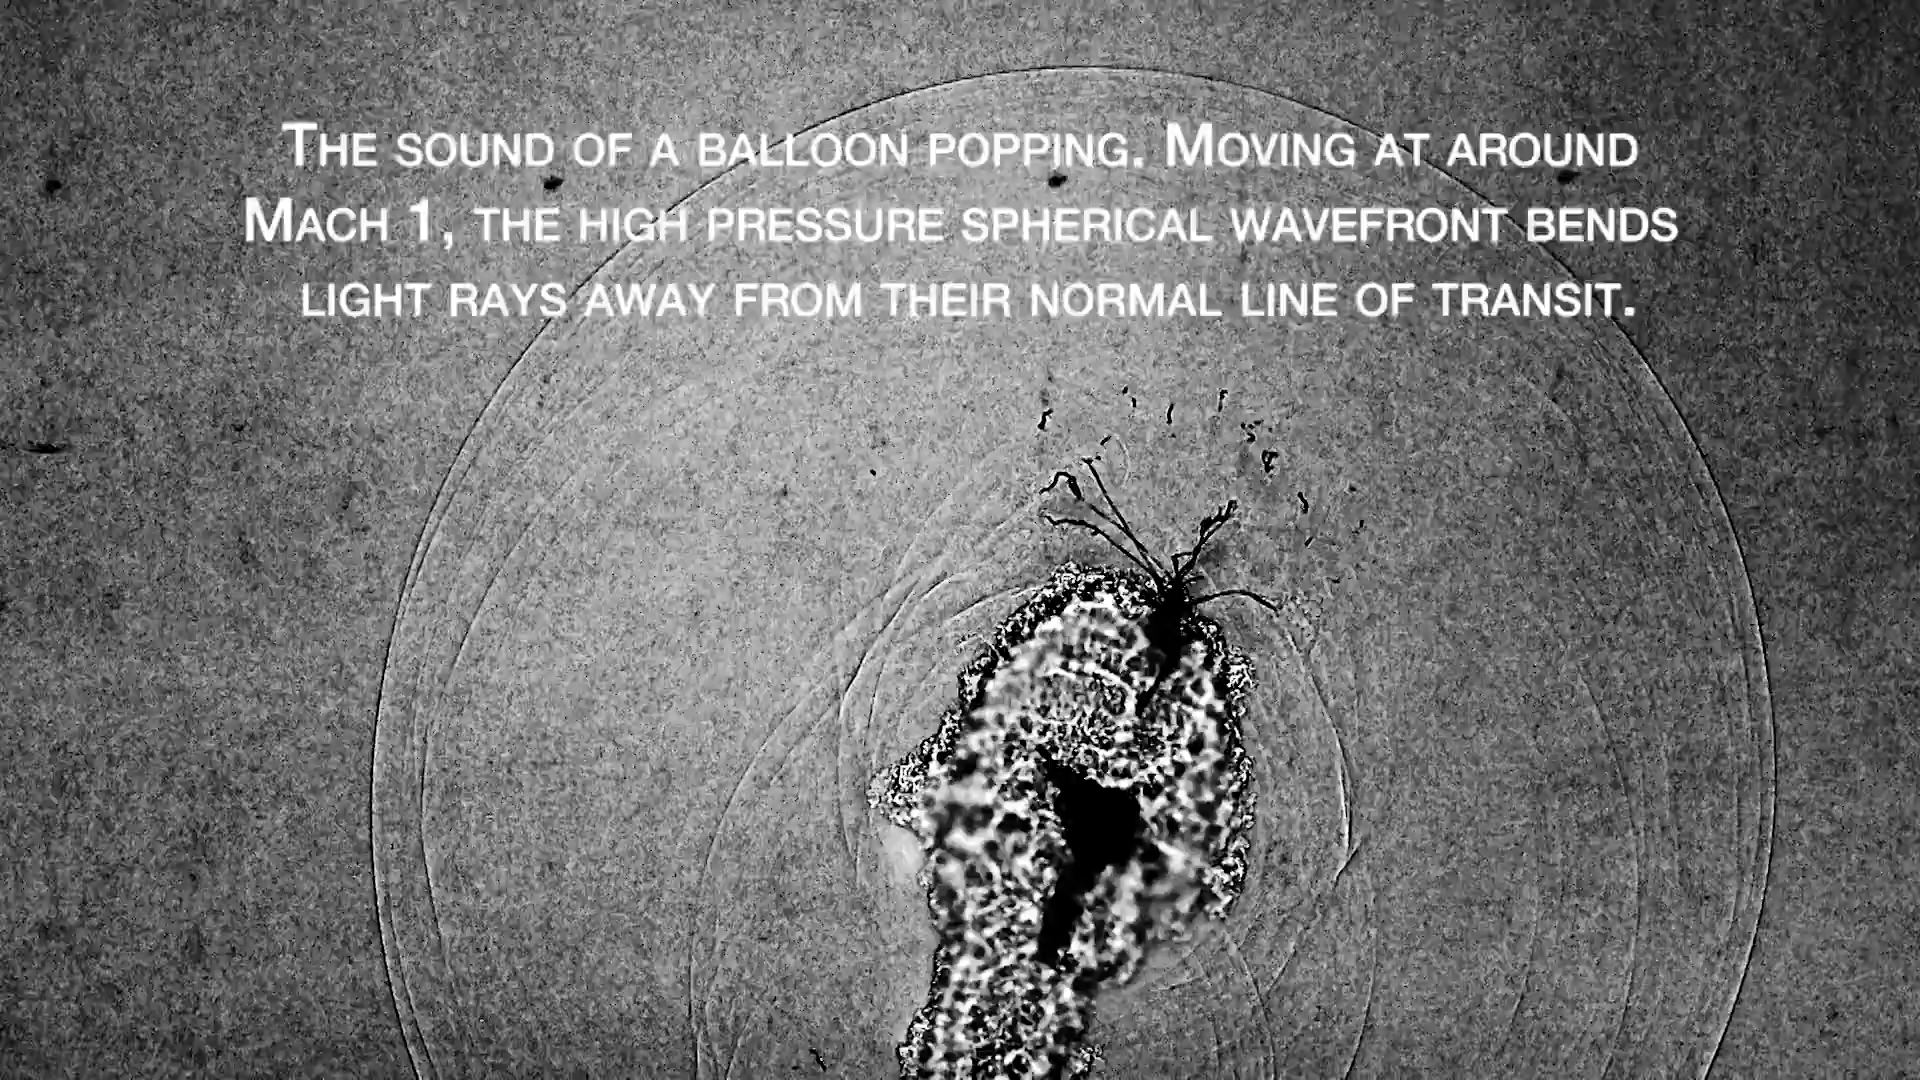 The sound of a balloon popping. Moving at around
Mach 1, the high pressure spherical wavefront bends
light rays away from their normal line of transit.